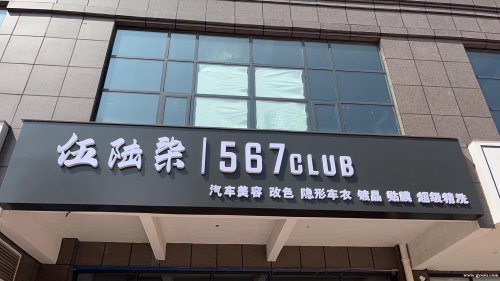 伍陆柒 | 567CLUB
汽车美容 改色 隐形车衣 镀晶 贴膜 超级精洗